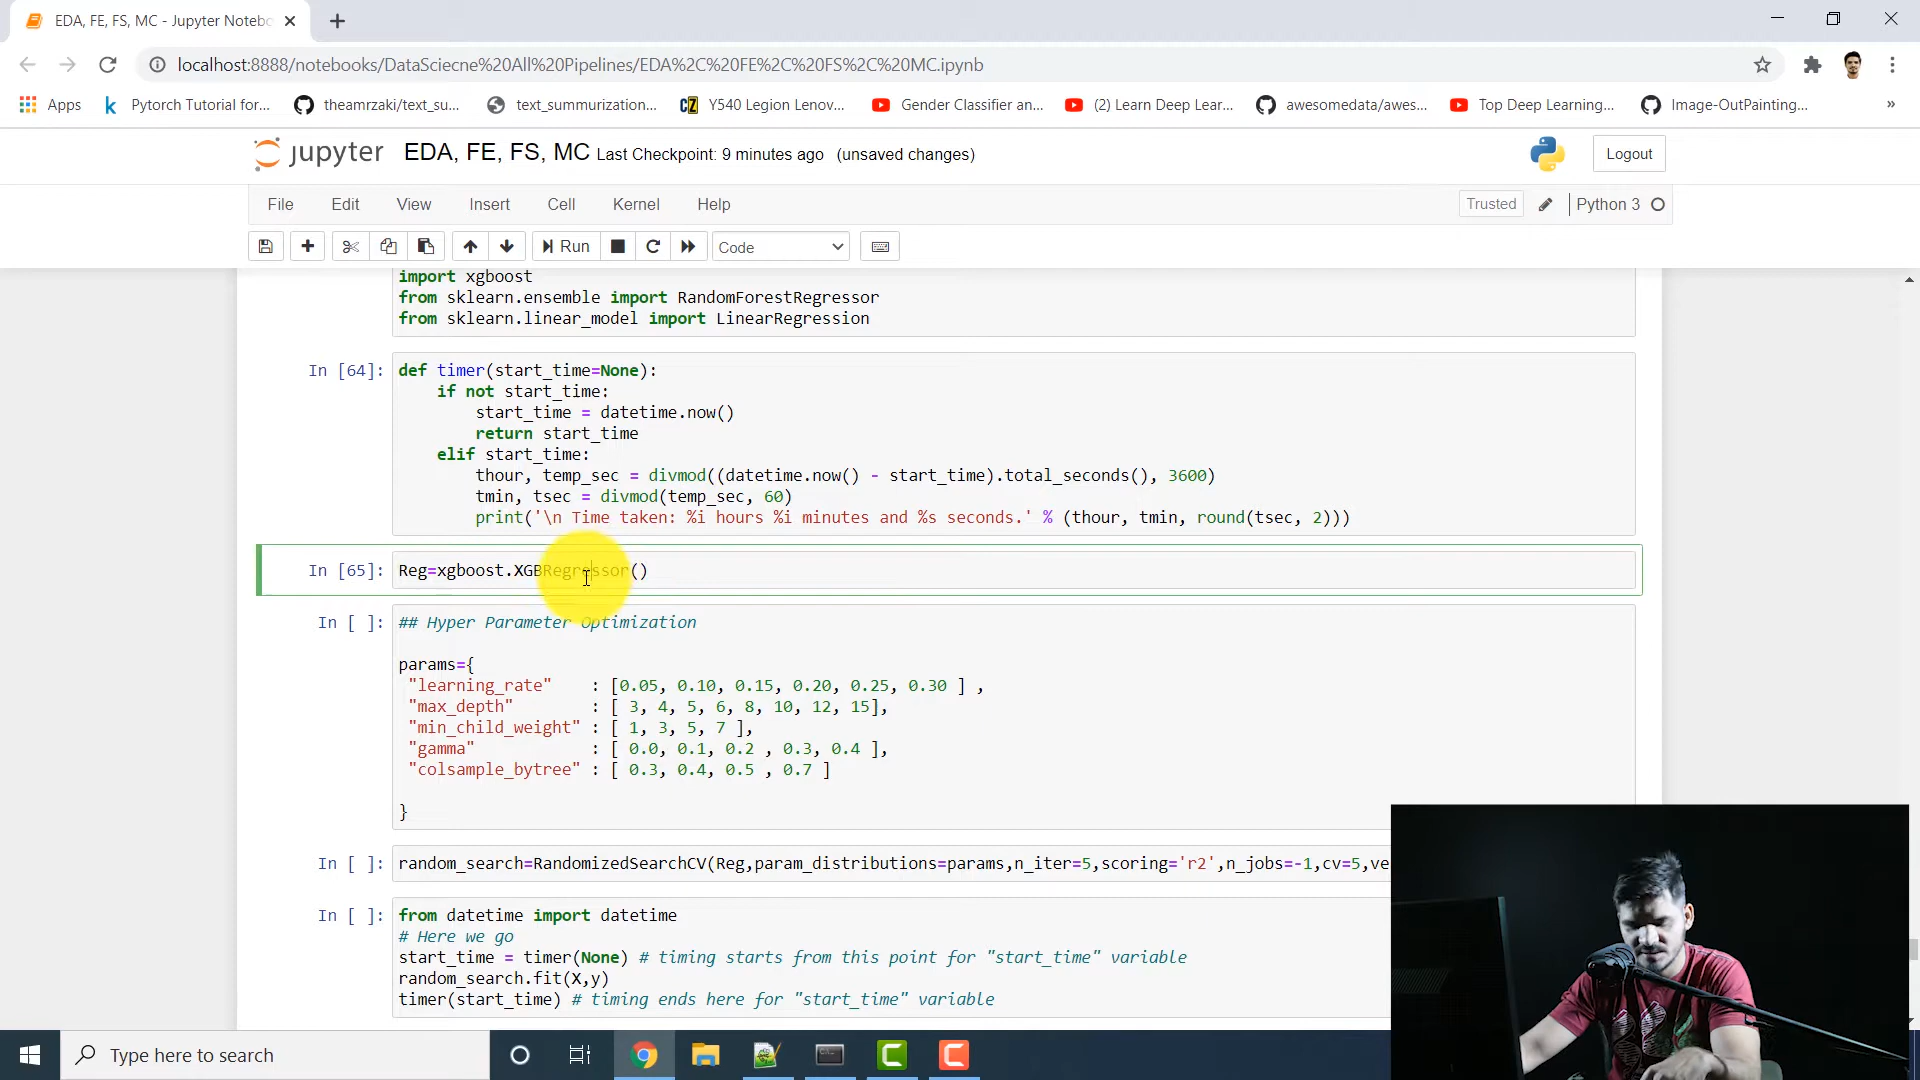 EDA, FE, FS, MC - Jupyter Notebo
localhost:8888/notebooks/DataSciecne%20All%20Pipelines/EDA%2C%20FE%2C%20FS%2C%20MC.ipynb
Apps
k Pytorch Tutorial for...
theamrzaki/text_su...
text_summurization...
CZ Y540 Legion Lenov...
Gender Classifier an...
(2) Learn Deep Lear...
awesomedata/awes...
Top Deep Learning...
Image-OutPainting...
»
jupyter EDA, FE, FS, MC Last Checkpoint: 9 minutes ago (unsaved changes)
Logout
File Edit View Insert Cell Kernel Help
Trusted Python 3
Run Code
import xgboost
from sklearn.ensemble import RandomForestRegressor
from sklearn.linear_model import LinearRegression
In [64]: def timer(start_time=None):
if not start_time:
start_time = datetime.now()
return start_time
elif start_time:
thour, temp_sec = divmod((datetime.now() - start_time).total_seconds(), 3600)
tmin, tsec = divmod(temp_sec, 60)
print('\n Time taken: %i hours %i minutes and %s seconds.' % (thour, tmin, round(tsec, 2)))
In [65]: Reg=xgboost.XGBRegressor()
In [ ]: ## Hyper Parameter Optimization
params={
"learning_rate" : [0.05, 0.10, 0.15, 0.20, 0.25, 0.30 ] ,
"max_depth" : [ 3, 4, 5, 6, 8, 10, 12, 15],
"min_child_weight" : [ 1, 3, 5, 7 ],
"gamma" : [ 0.0, 0.1, 0.2 , 0.3, 0.4 ],
"colsample_bytree" : [ 0.3, 0.4, 0.5 , 0.7 ]
}
In [ ]: random_search=RandomizedSearchCV(Reg,param_distributions=params,n_iter=5,scoring='r2',n_jobs=-1,cv=5,ve
In [ ]: from datetime import datetime
# Here we go
start_time = timer(None) # timing starts from this point for "start_time" variable
random_search.fit(X,y)
timer(start_time) # timing ends here for "start_time" variable
Type here to search